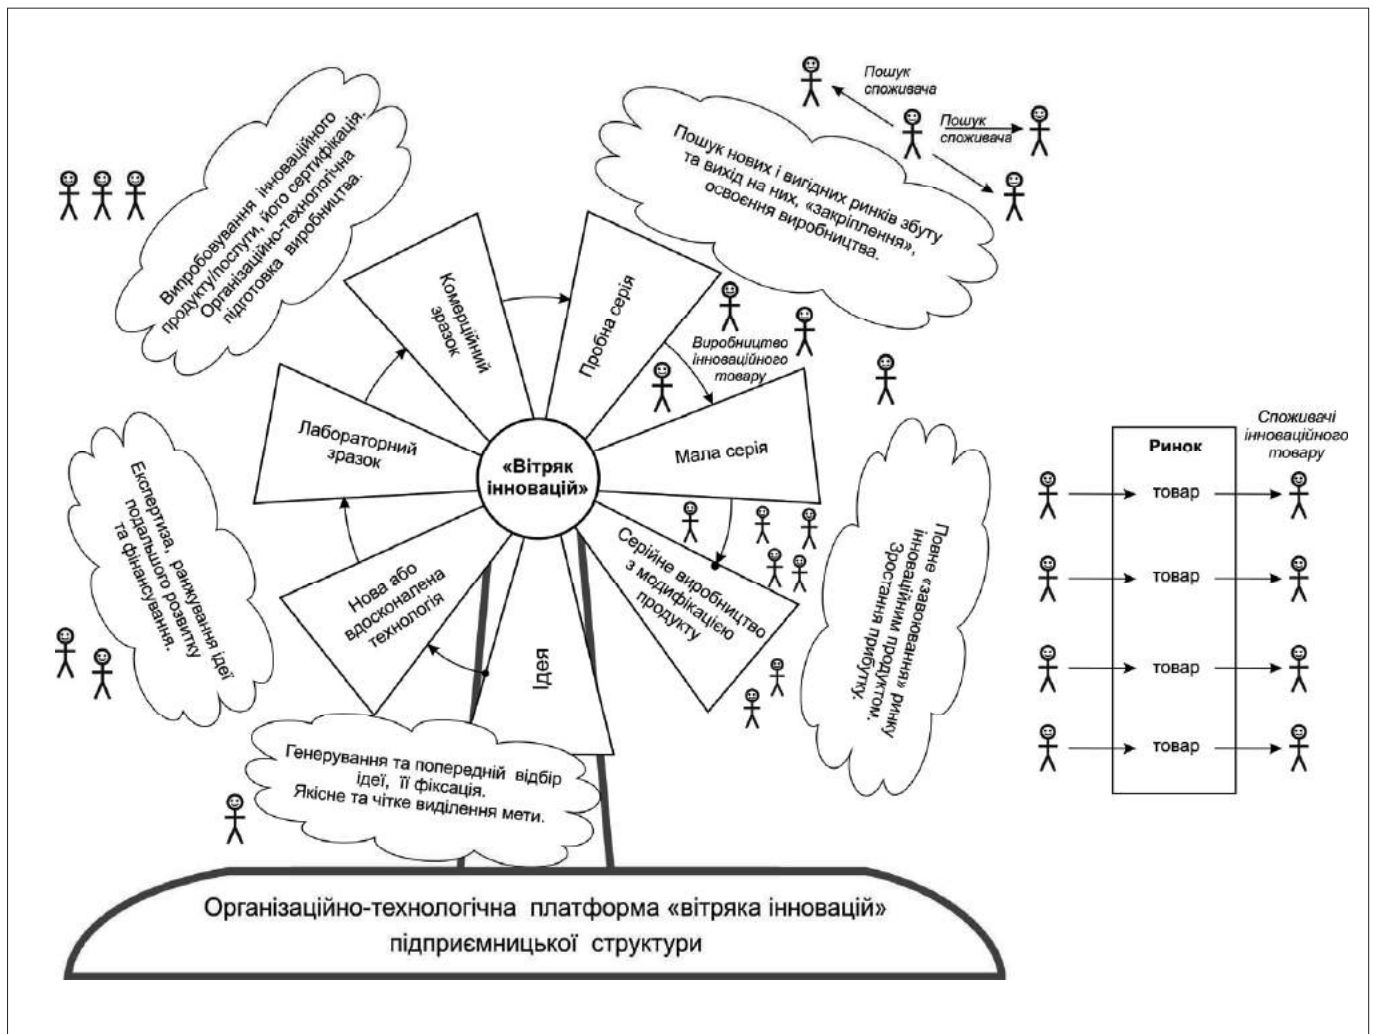 Випробовування інноваційного
продукту/послуги, його сертифікація.
Організаційно-технологічна
підготовка виробництва.
Пошук
споживача
Пошук
споживача
Пошук нових і вигідних ринків збуту
та вихід на них, «закріплення»,
освоєння виробництва.
Комерційний
зразок
Пробна серія
Виробництво
інноваційного
товару
Лабораторний
зразок
«Вітряк
інновацій»
Мала серія
Експертиза, ранжування ідеї
подальшого розвитку
та фінансування.
Нова або
вдосконалена
технологія
Ідея
Серійне виробництво
з модифікацією
продукту
Повне «завоювання» ринку
інноваційним продуктом.
Зростання прибутку.
Генерування та попередній відбір
ідеї, її фіксація.
Якісне та чітке виділення мети.
Ринок
Споживачі
інноваційного
товару
товар
товар
товар
товар
Організаційно-технологічна платформа «вітряка інновацій»
підприємницької структури